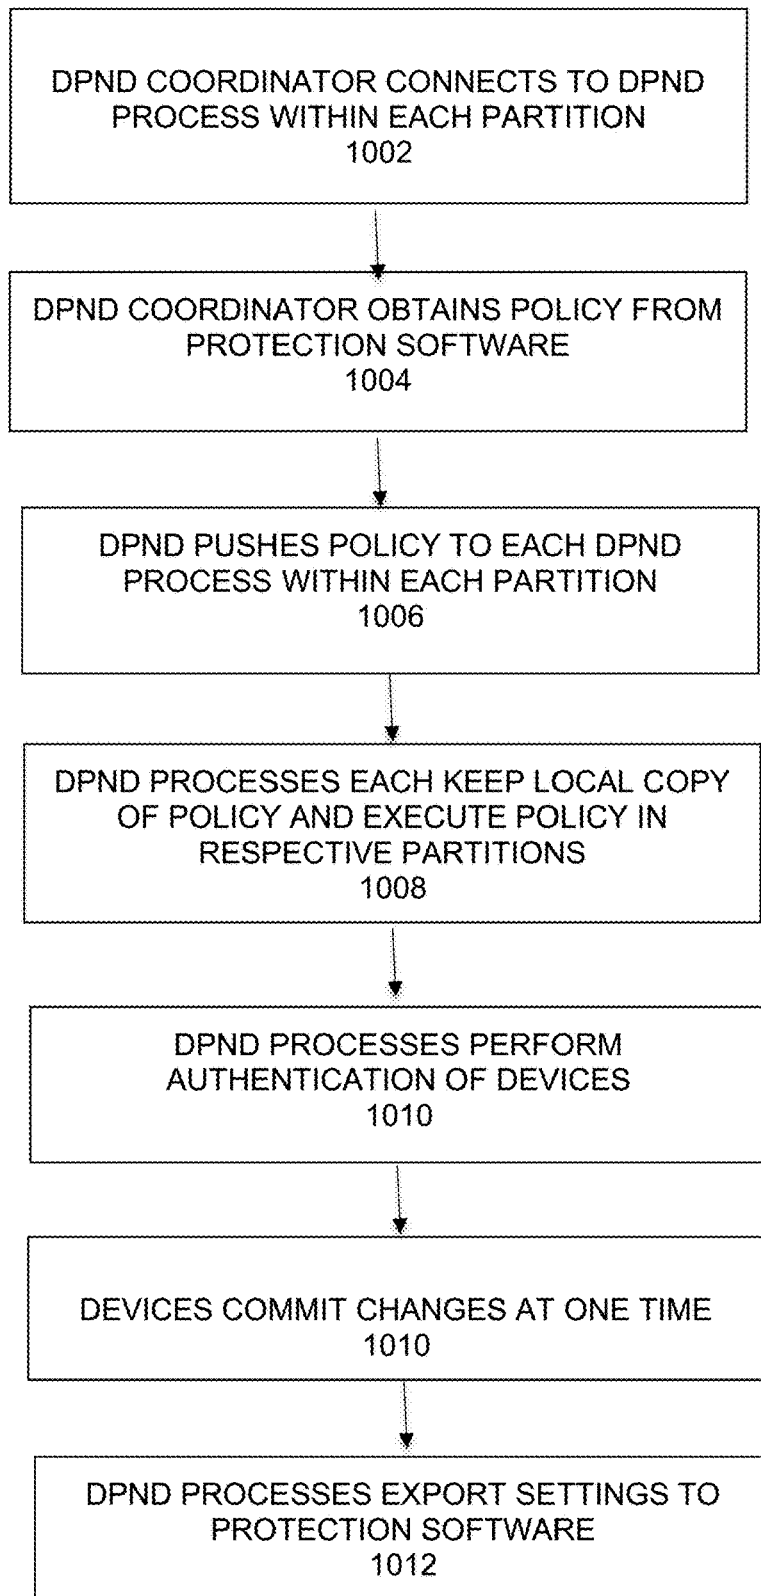 DPND COORDINATOR CONNECTS TO DPND
PROCESS WITHIN EACH PARTITION
1002
DPND COORDINATOR OBTAINS POLICY FROM
PROTECTION SOFTWARE
1004
DPND PUSHES POLICY TO EACH DPND
PROCESS WITHIN EACH PARTITION
1006
DPND PROCESSES EACH KEEP LOCAL COPY
OF POLICY AND EXECUTE POLICY IN
RESPECTIVE PARTITIONS
1008
DPND PROCESSES PERFORM
AUTHENTICATION OF DEVICES
1010
DEVICES COMMIT CHANGES AT ONE TIME
1010
DPND PROCESSES EXPORT SETTINGS TO
PROTECTION SOFTWARE
1012